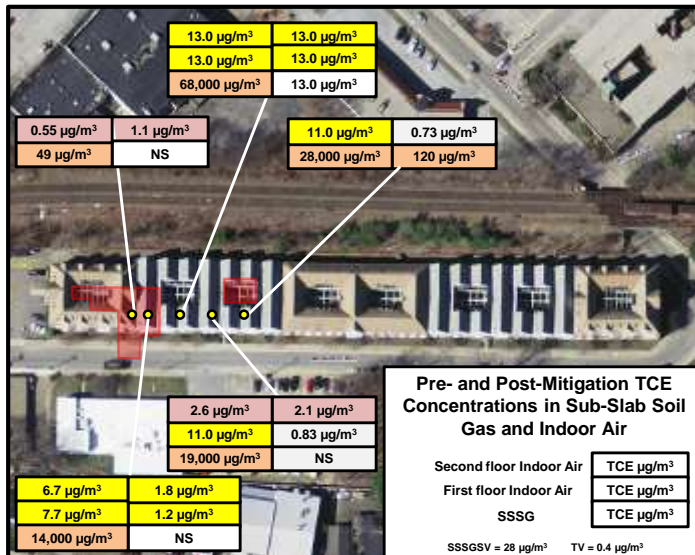 13.0 µg/m³ 13.0 µg/m³
13.0 µg/m³ 13.0 µg/m³
68,000 µg/m³ 13.0 µg/m³
0.55 µg/m³ 1.1 µg/m³
49 µg/m³ NS
11.0 µg/m³ 0.73 µg/m³
28,000 µg/m³ 120 µg/m³
2.6 µg/m³ 2.1 µg/m³
11.0 µg/m³ 0.83 µg/m³
19,000 µg/m³ NS
6.7 µg/m³ 1.8 µg/m³
7.7 µg/m³ 1.2 µg/m³
14,000 µg/m³ NS
Pre- and Post-Mitigation TCE
Concentrations in Sub-Slab Soil
Gas and Indoor Air
Second floor Indoor Air TCE µg/m³
First floor Indoor Air TCE µg/m³
SSSG TCE µg/m³
SSSGSV = 28 µg/m³ TV = 0.4 µg/m³